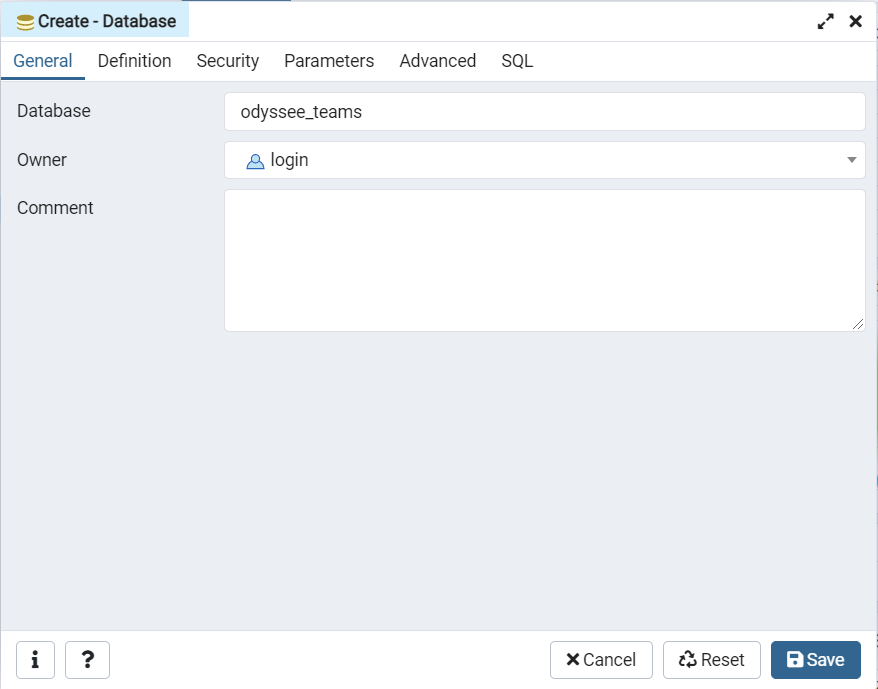 Create - Database
General Definition Security Parameters Advanced SQL
Database odyssee_teams
Owner login
Comment
i ? Cancel Reset Save